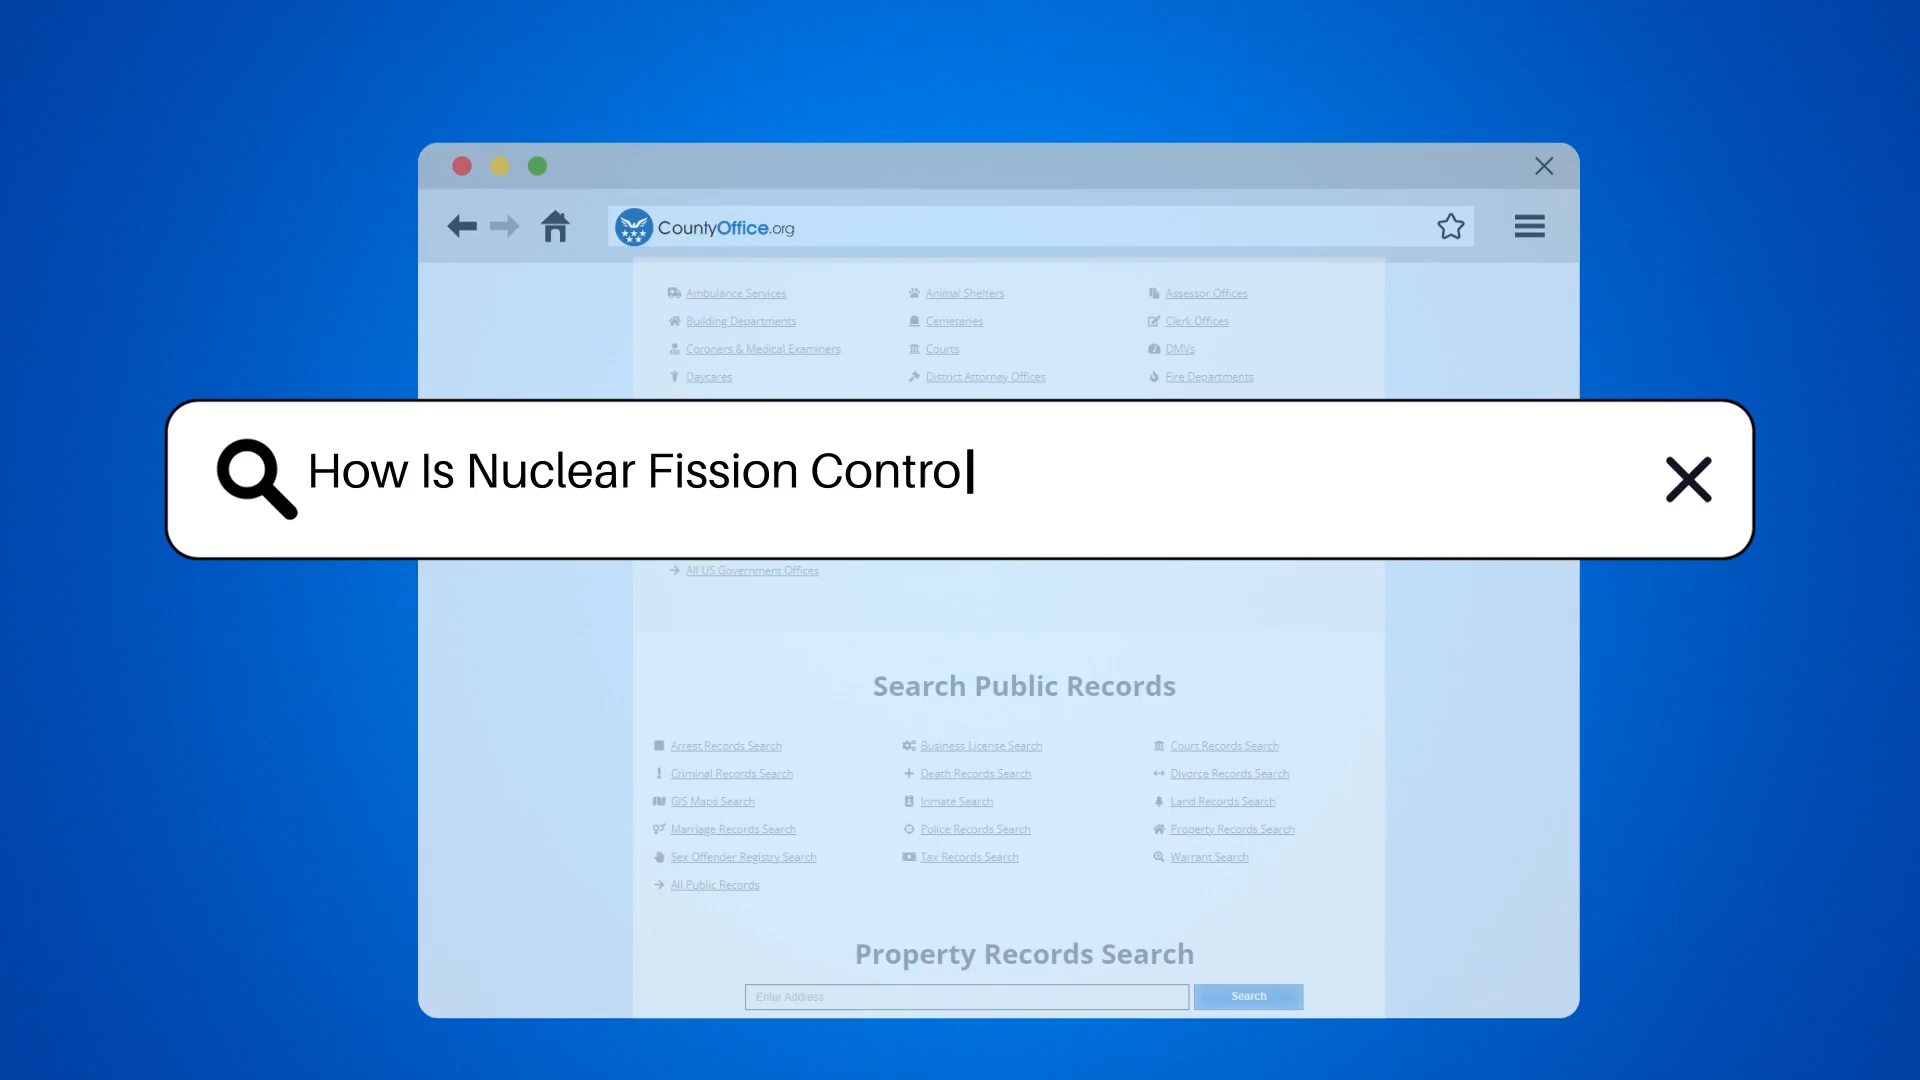 CountyOffice.org
Ambulance Services Animal Shelters Assessor Offices
Building Departments Cemeteries Clerk Offices
Coroners & Medical Examiners Courts DMVs
Daycares District Attorney Offices Fire Departments
How Is Nuclear Fission Contro
All US Government Offices
Search Public Records
Arrest Records Search Business License Search Court Records Search
Criminal Records Search Death Records Search Divorce Records Search
GIS Maps Search Inmate Search Land Records Search
Marriage Records Search Police Records Search Property Records Search
Sex Offender Registry Search Tax Records Search Warrant Search
All Public Records
Property Records Search
Enter Address Search